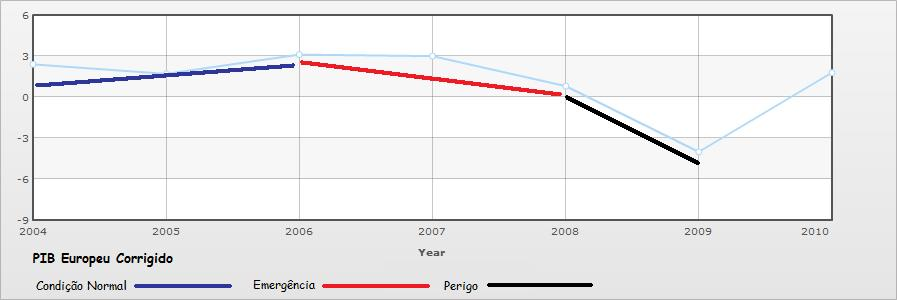 6
3
0
-3
-6
-9
2004 2005 2006 2007 2008 2009 2010
Year
PIB Europeu Corrigido
Condição Normal Emergência Perigo